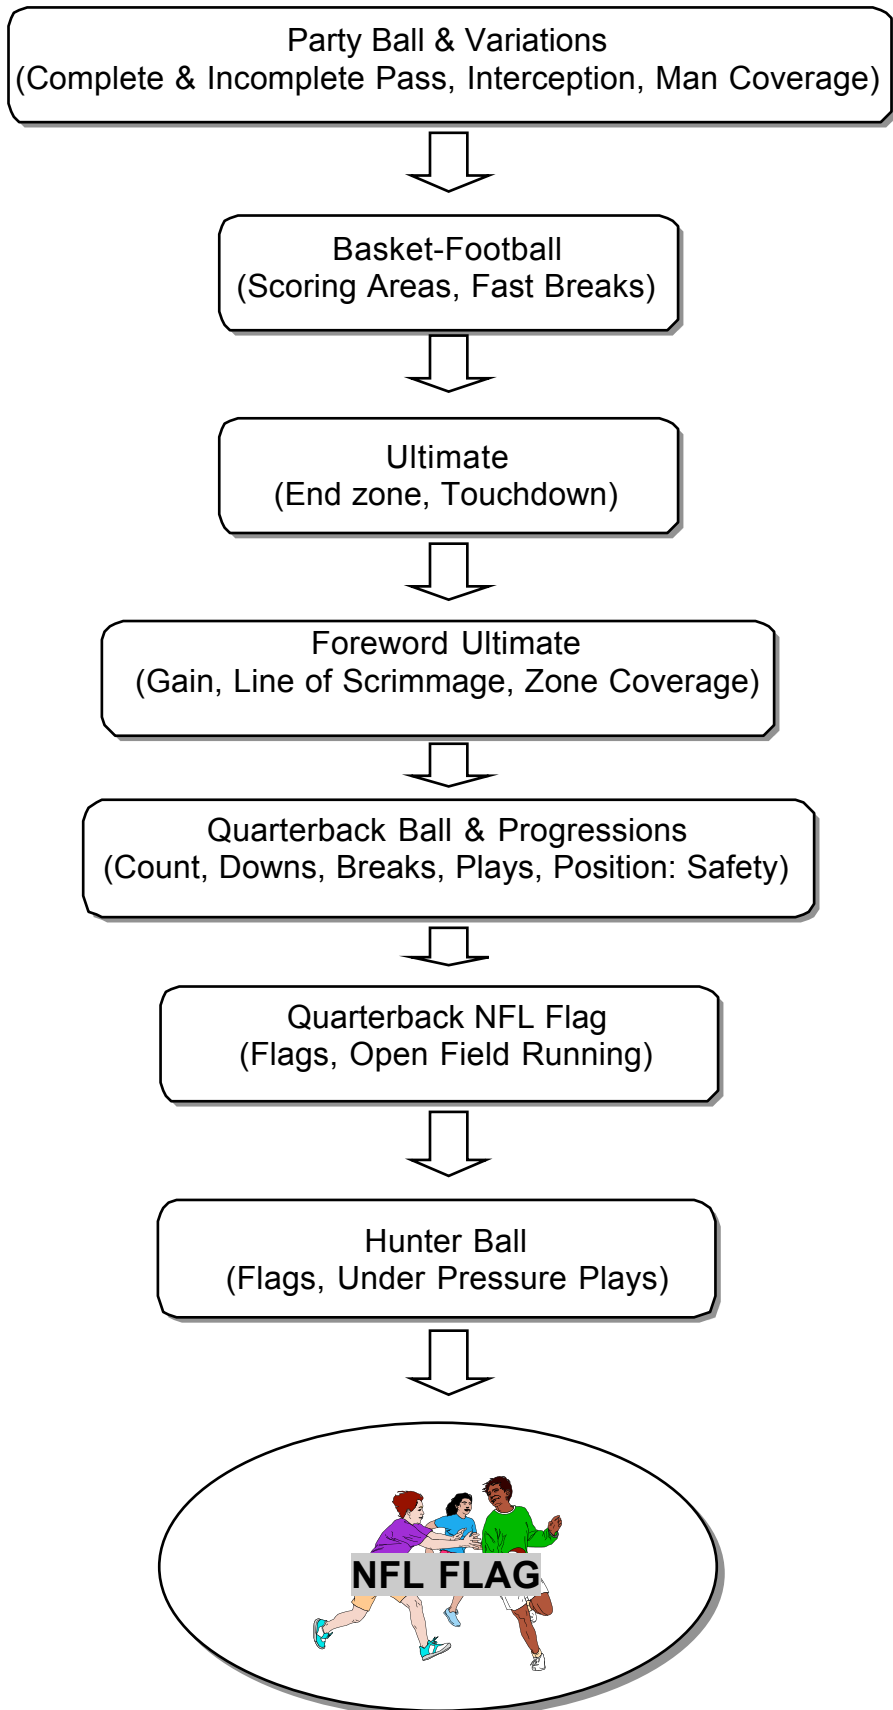 Party Ball & Variations
(Complete & Incomplete Pass, Interception, Man Coverage)
Basket-Football
(Scoring Areas, Fast Breaks)
Ultimate
(End zone, Touchdown)
Foreword Ultimate
(Gain, Line of Scrimmage, Zone Coverage)
Quarterback Ball & Progressions
(Count, Downs, Breaks, Plays, Position: Safety)
Quarterback NFL Flag
(Flags, Open Field Running)
Hunter Ball
(Flags, Under Pressure Plays)
NFL FLAG